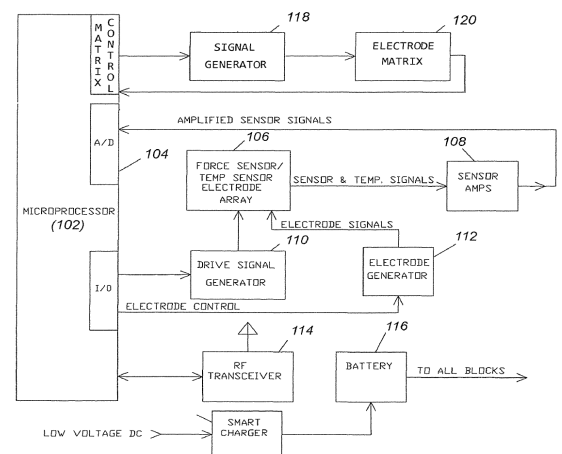 MATRIX
CONTROL
118
SIGNAL
GENERATOR
120
ELECTRODE
MATRIX
AMPLIFIED SENSOR SIGNALS
A/D
104
106
FORCE SENSOR/
TEMP SENSOR
ELECTRODE
ARRAY
SENSOR & TEMP. SIGNALS
108
SENSOR
AMPS
MICROPROCESSOR
(102)
ELECTRODE SIGNALS
110
DRIVE SIGNAL
GENERATOR
112
ELECTRODE
GENERATOR
I/O
ELECTRODE CONTROL
114
RF
TRANSCEIVER
116
BATTERY
TO ALL BLOCKS
LOW VOLTAGE DC
SMART
CHARGER